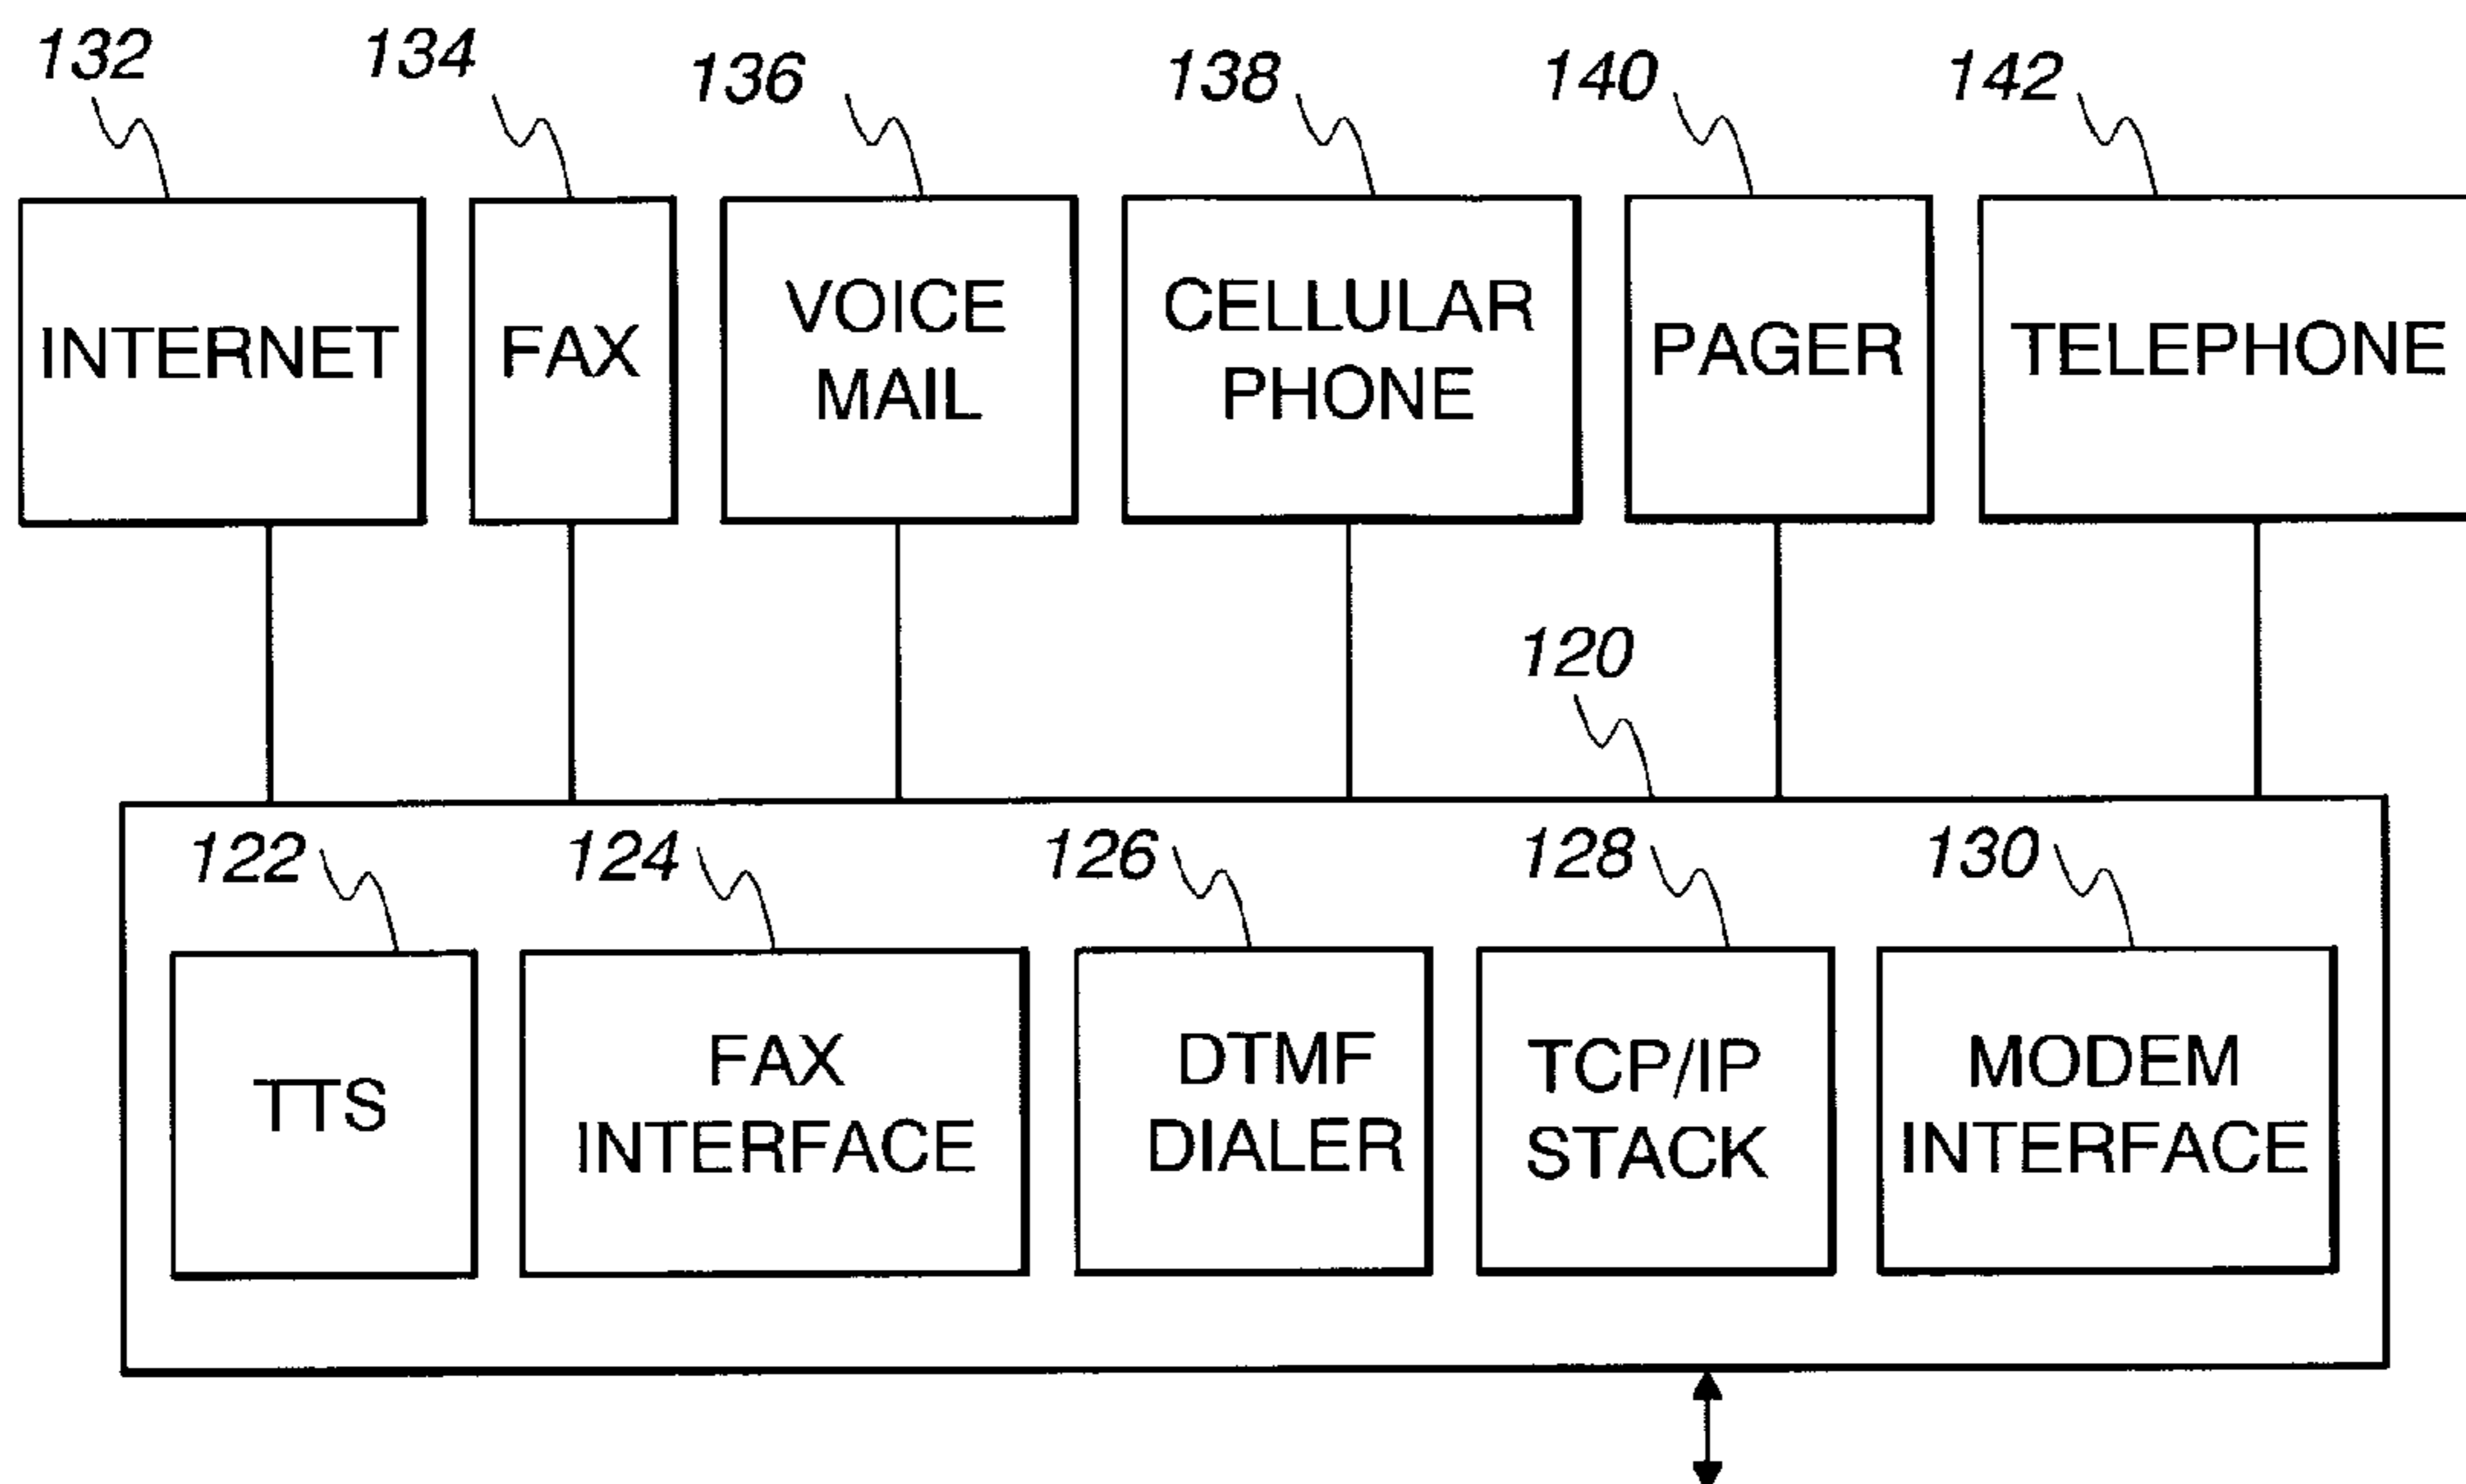 132 134 136 138 140 142
INTERNET FAX VOICE MAIL CELLULAR PHONE PAGER TELEPHONE
120
122 124 126 128 130
TTS FAX INTERFACE DTMF DIALER TCP/IP STACK MODEM INTERFACE